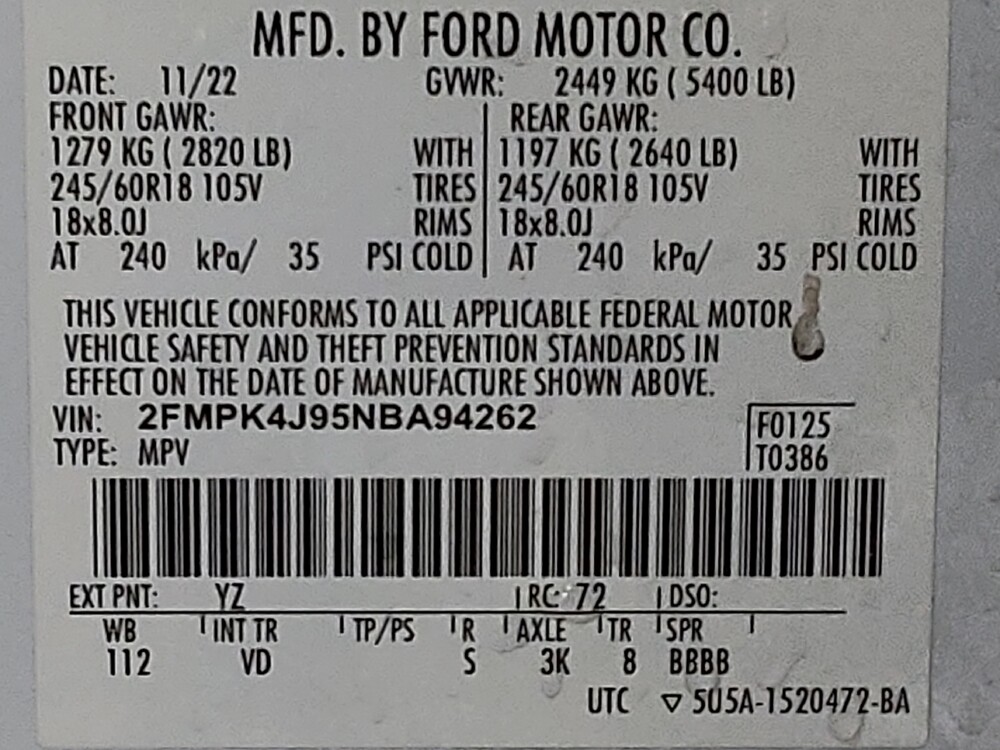 MFD. BY FORD MOTOR CO.
DATE: 11/22 GVWR: 2449 KG ( 5400 LB)
FRONT GAWR: REAR GAWR:
1279 KG ( 2820 LB) WITH 1197 KG ( 2640 LB) WITH
245/60R18 105V TIRES 245/60R18 105V TIRES
18x8.0J RIMS 18x8.0J RIMS
AT 240 kPa/ 35 PSI COLD AT 240 kPa/ 35 PSI COLD
THIS VEHICLE CONFORMS TO ALL APPLICABLE FEDERAL MOTOR
VEHICLE SAFETY AND THEFT PREVENTION STANDARDS IN
EFFECT ON THE DATE OF MANUFACTURE SHOWN ABOVE.
VIN: 2FMPK4J95NBA94262 F0125
TYPE: MPV T0386
EXT PNT: YZ RC: 72 DSO:
WB INT TR TP/PS R AXLE TR SPR
112 VD S 3K 8 BBBB
UTC ▽ 5U5A-1520472-BA